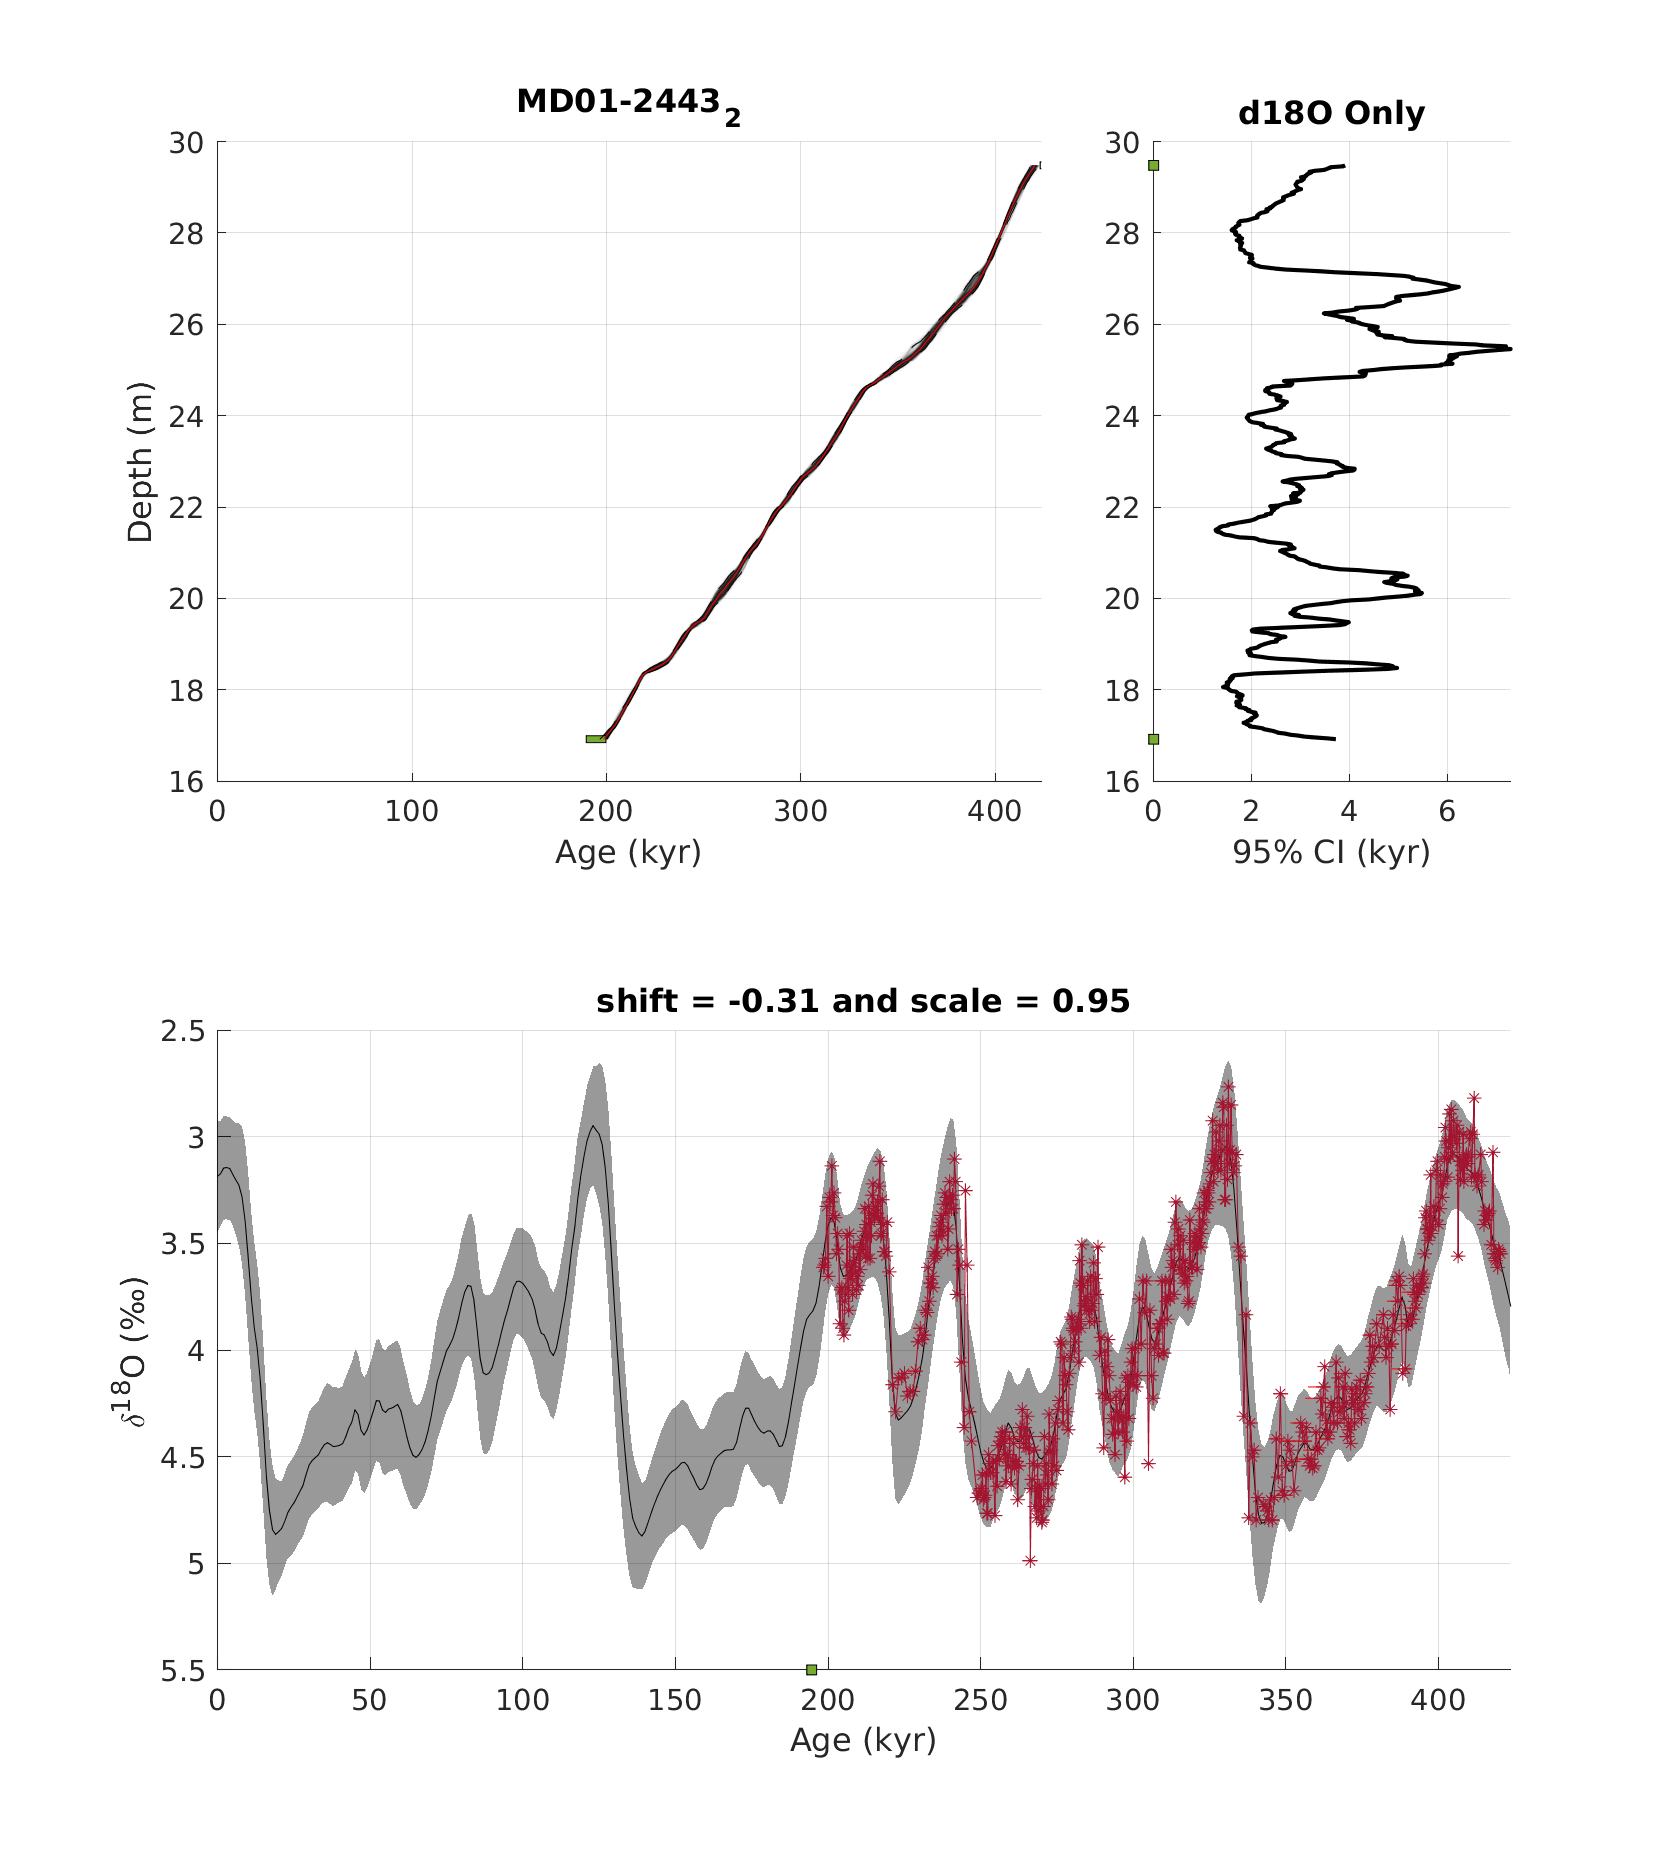 MD01-2443₂
d18O Only
30
28
26
24
22
20
18
16
Depth (m)
0 100 200 300 400
Age (kyr)
30
28
26
24
22
20
18
16
0 2 4 6
95% CI (kyr)
shift = -0.31 and scale = 0.95
2.5
3
3.5
4
4.5
5
5.5
δ¹⁸O (‰)
0 50 100 150 200 250 300 350 400
Age (kyr)